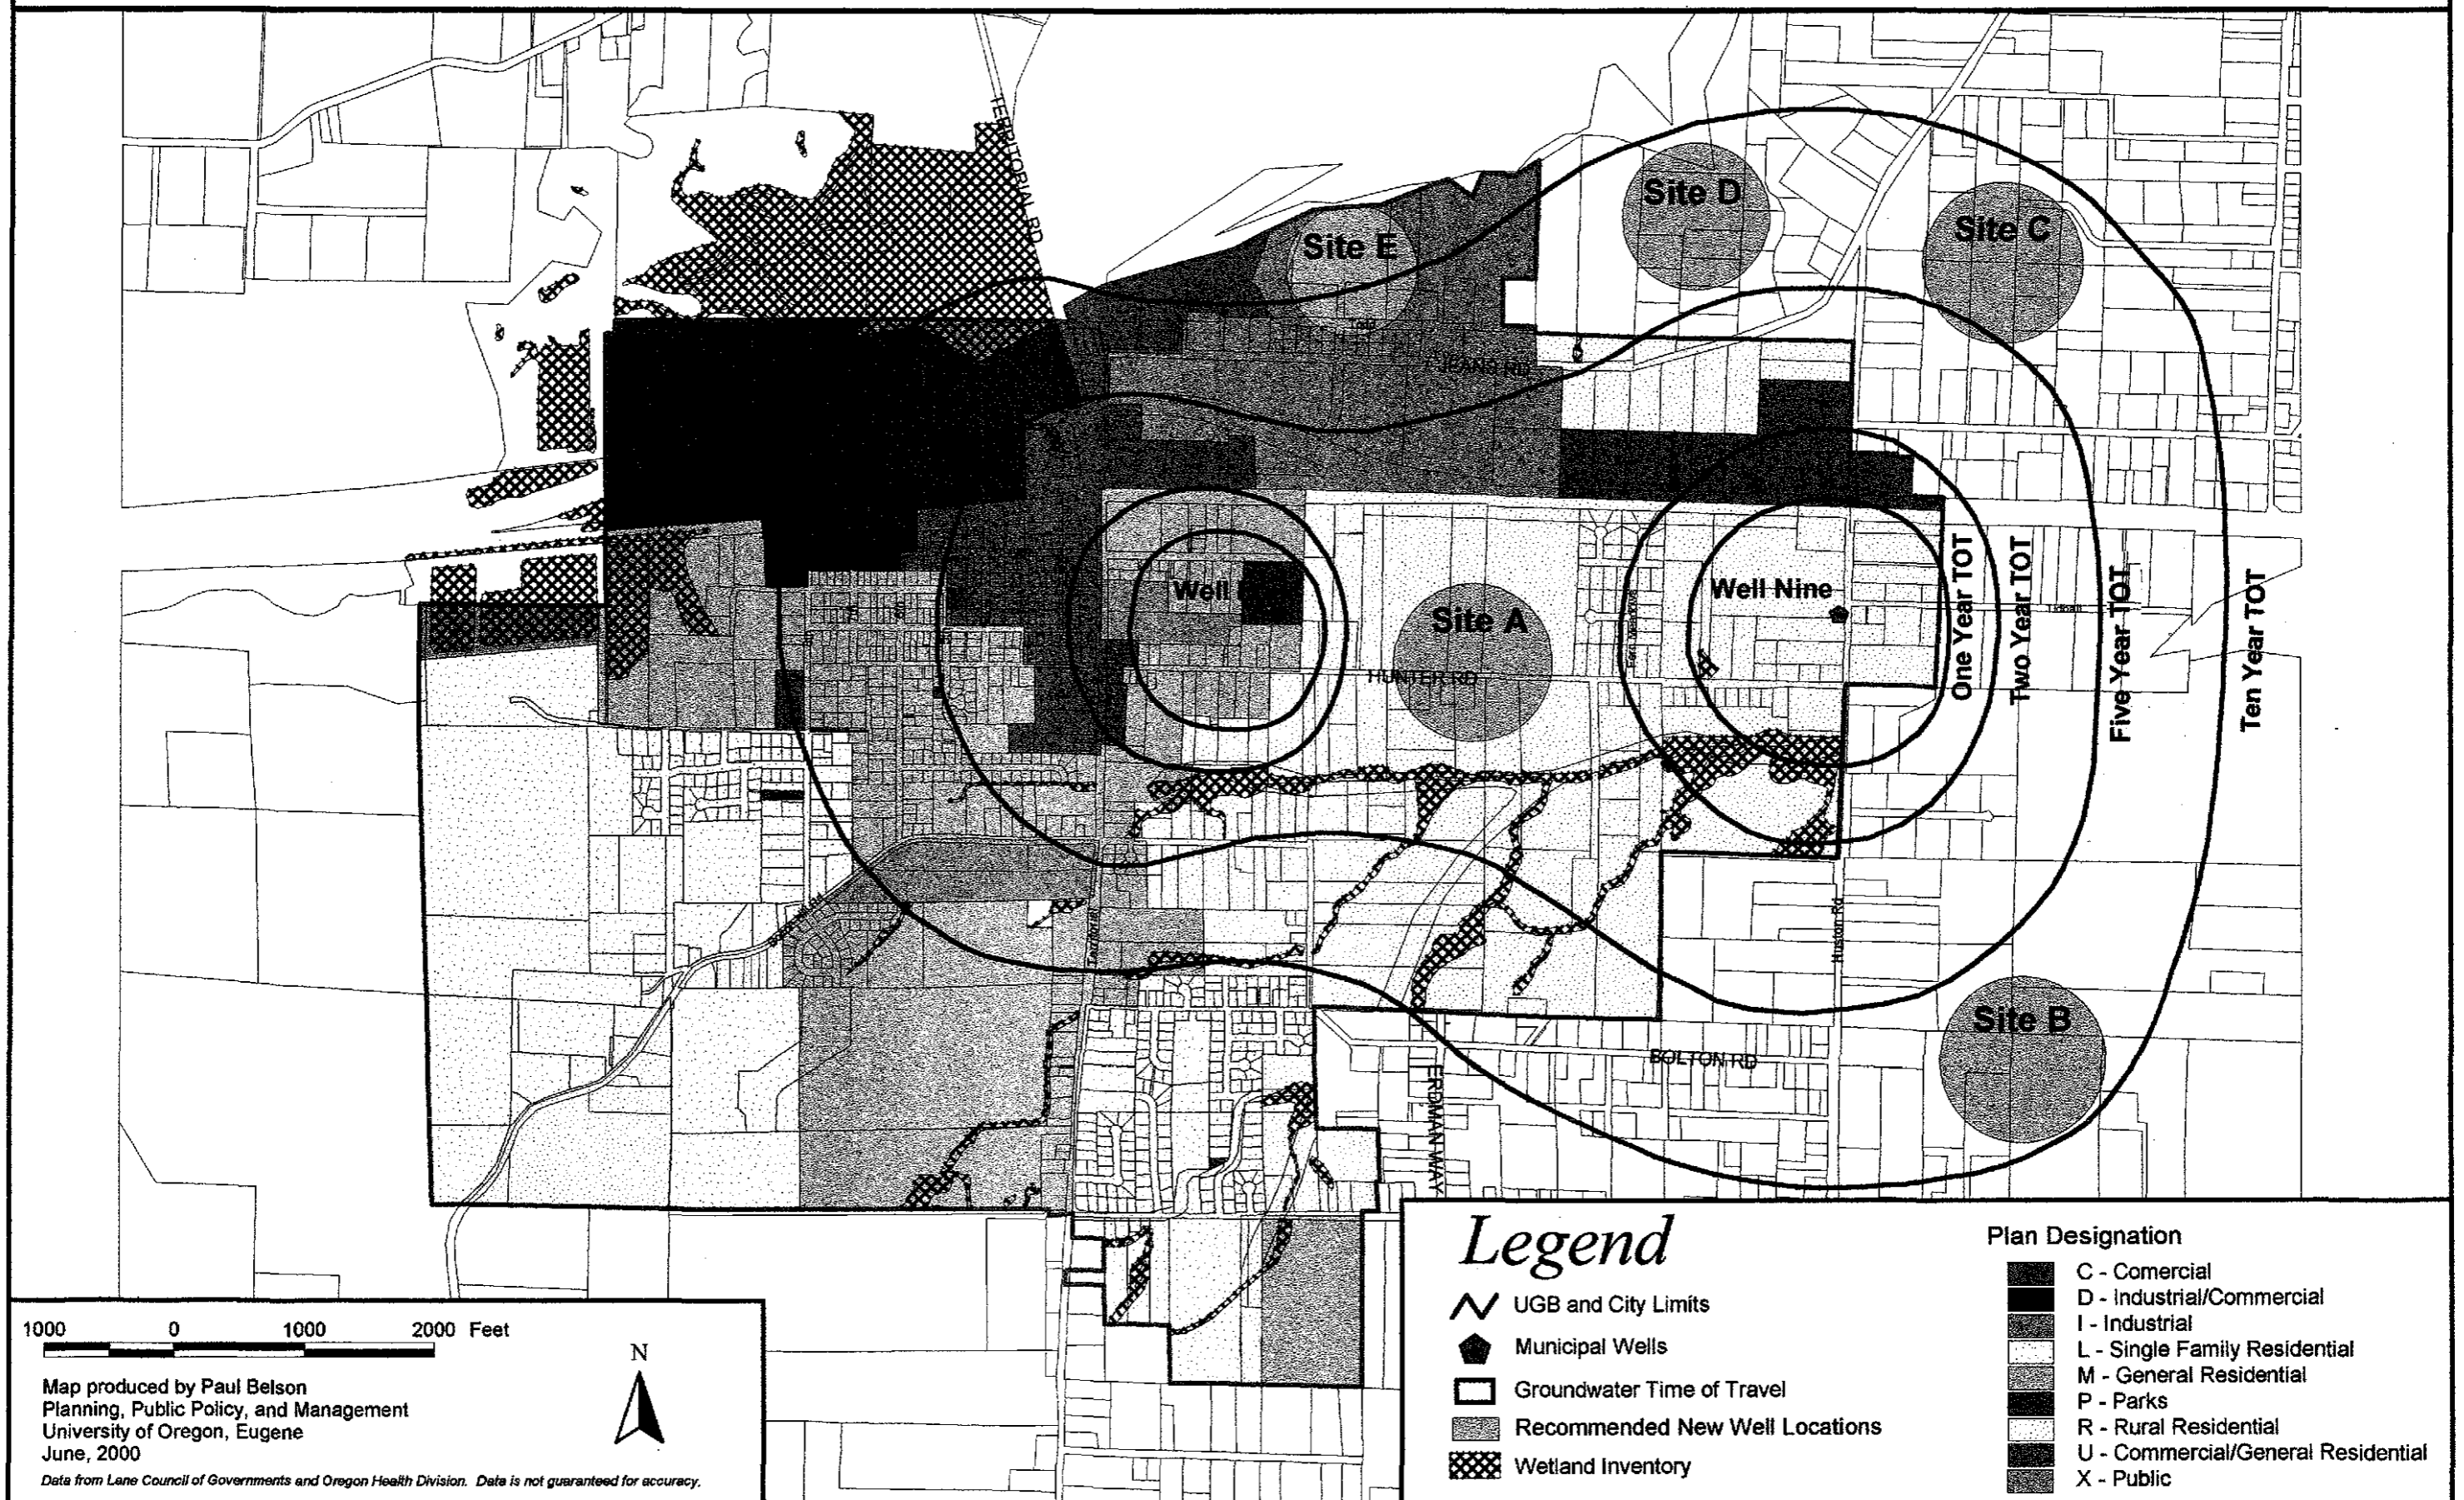 TERRITORIAL RD
Site D
Site C
Site E
JEANS RD
Well
Site A
Well Nine
HUNTER RD
One Year TOT
Two Year TOT
Five Year TOT
Ten Year TOT
Huston Rd
Territorial
Site B
BOLTON RD
ERDMAN WAY
Legend
UGB and City Limits
Municipal Wells
Groundwater Time of Travel
Recommended New Well Locations
Wetland Inventory
Plan Designation
C - Comercial
D - Industrial/Commercial
I - Industrial
L - Single Family Residential
M - General Residential
P - Parks
R - Rural Residential
U - Commercial/General Residential
X - Public
1000 0 1000 2000 Feet
N
Map produced by Paul Belson
Planning, Public Policy, and Management
University of Oregon, Eugene
June, 2000
Data from Lane Council of Governments and Oregon Health Division. Data is not guaranteed for accuracy.